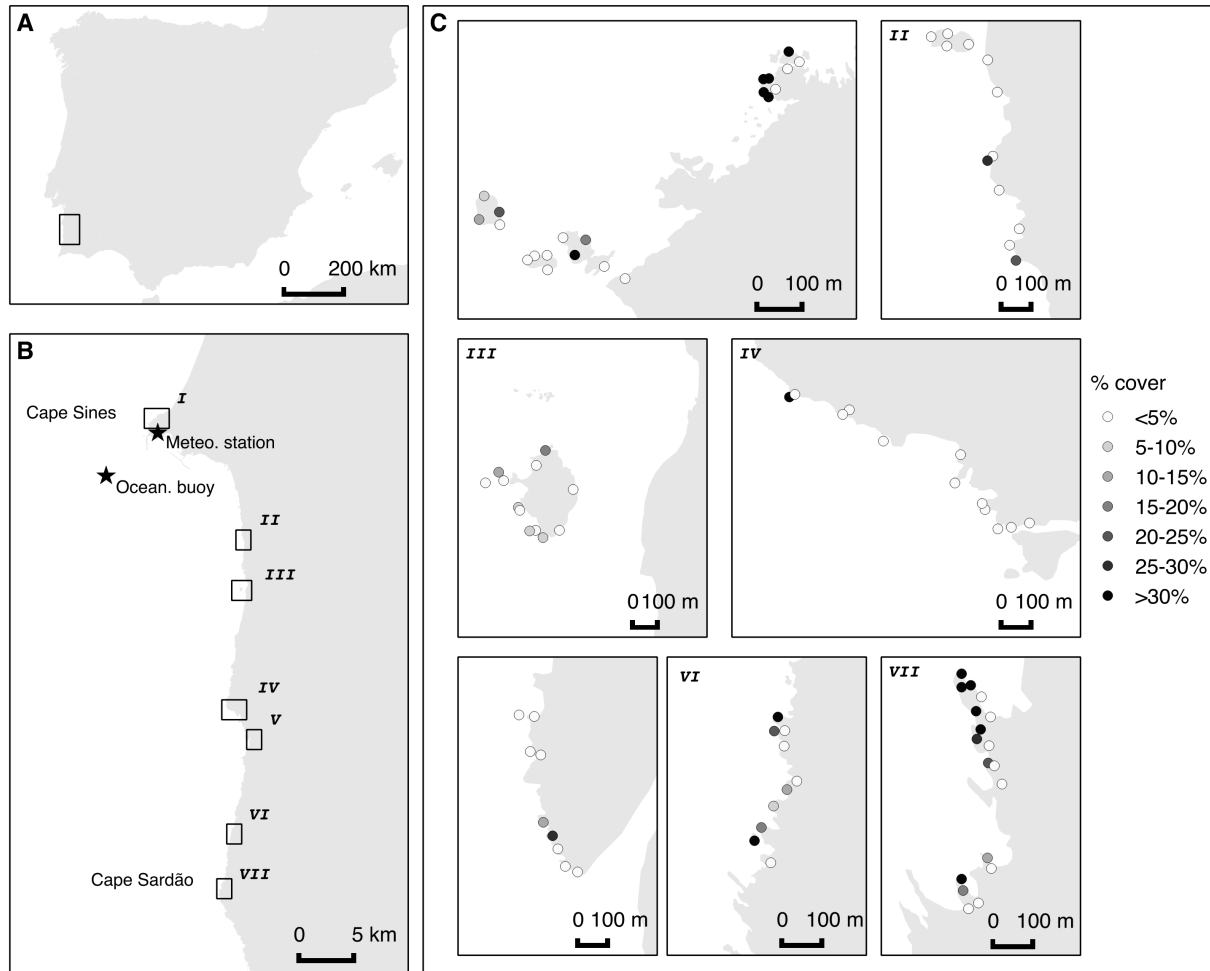 A
0 200 km
B
I
Cape Sines
Meteo. station
Ocean. buoy
II
III
IV
V
VI
Cape Sardão
VII
0 5 km
C
0 100 m
II
0 100 m
III
0 100 m
IV
0 100 m
% cover
<5%
5-10%
10-15%
15-20%
20-25%
25-30%
>30%
0 100 m
VI
0 100 m
VII
0 100 m